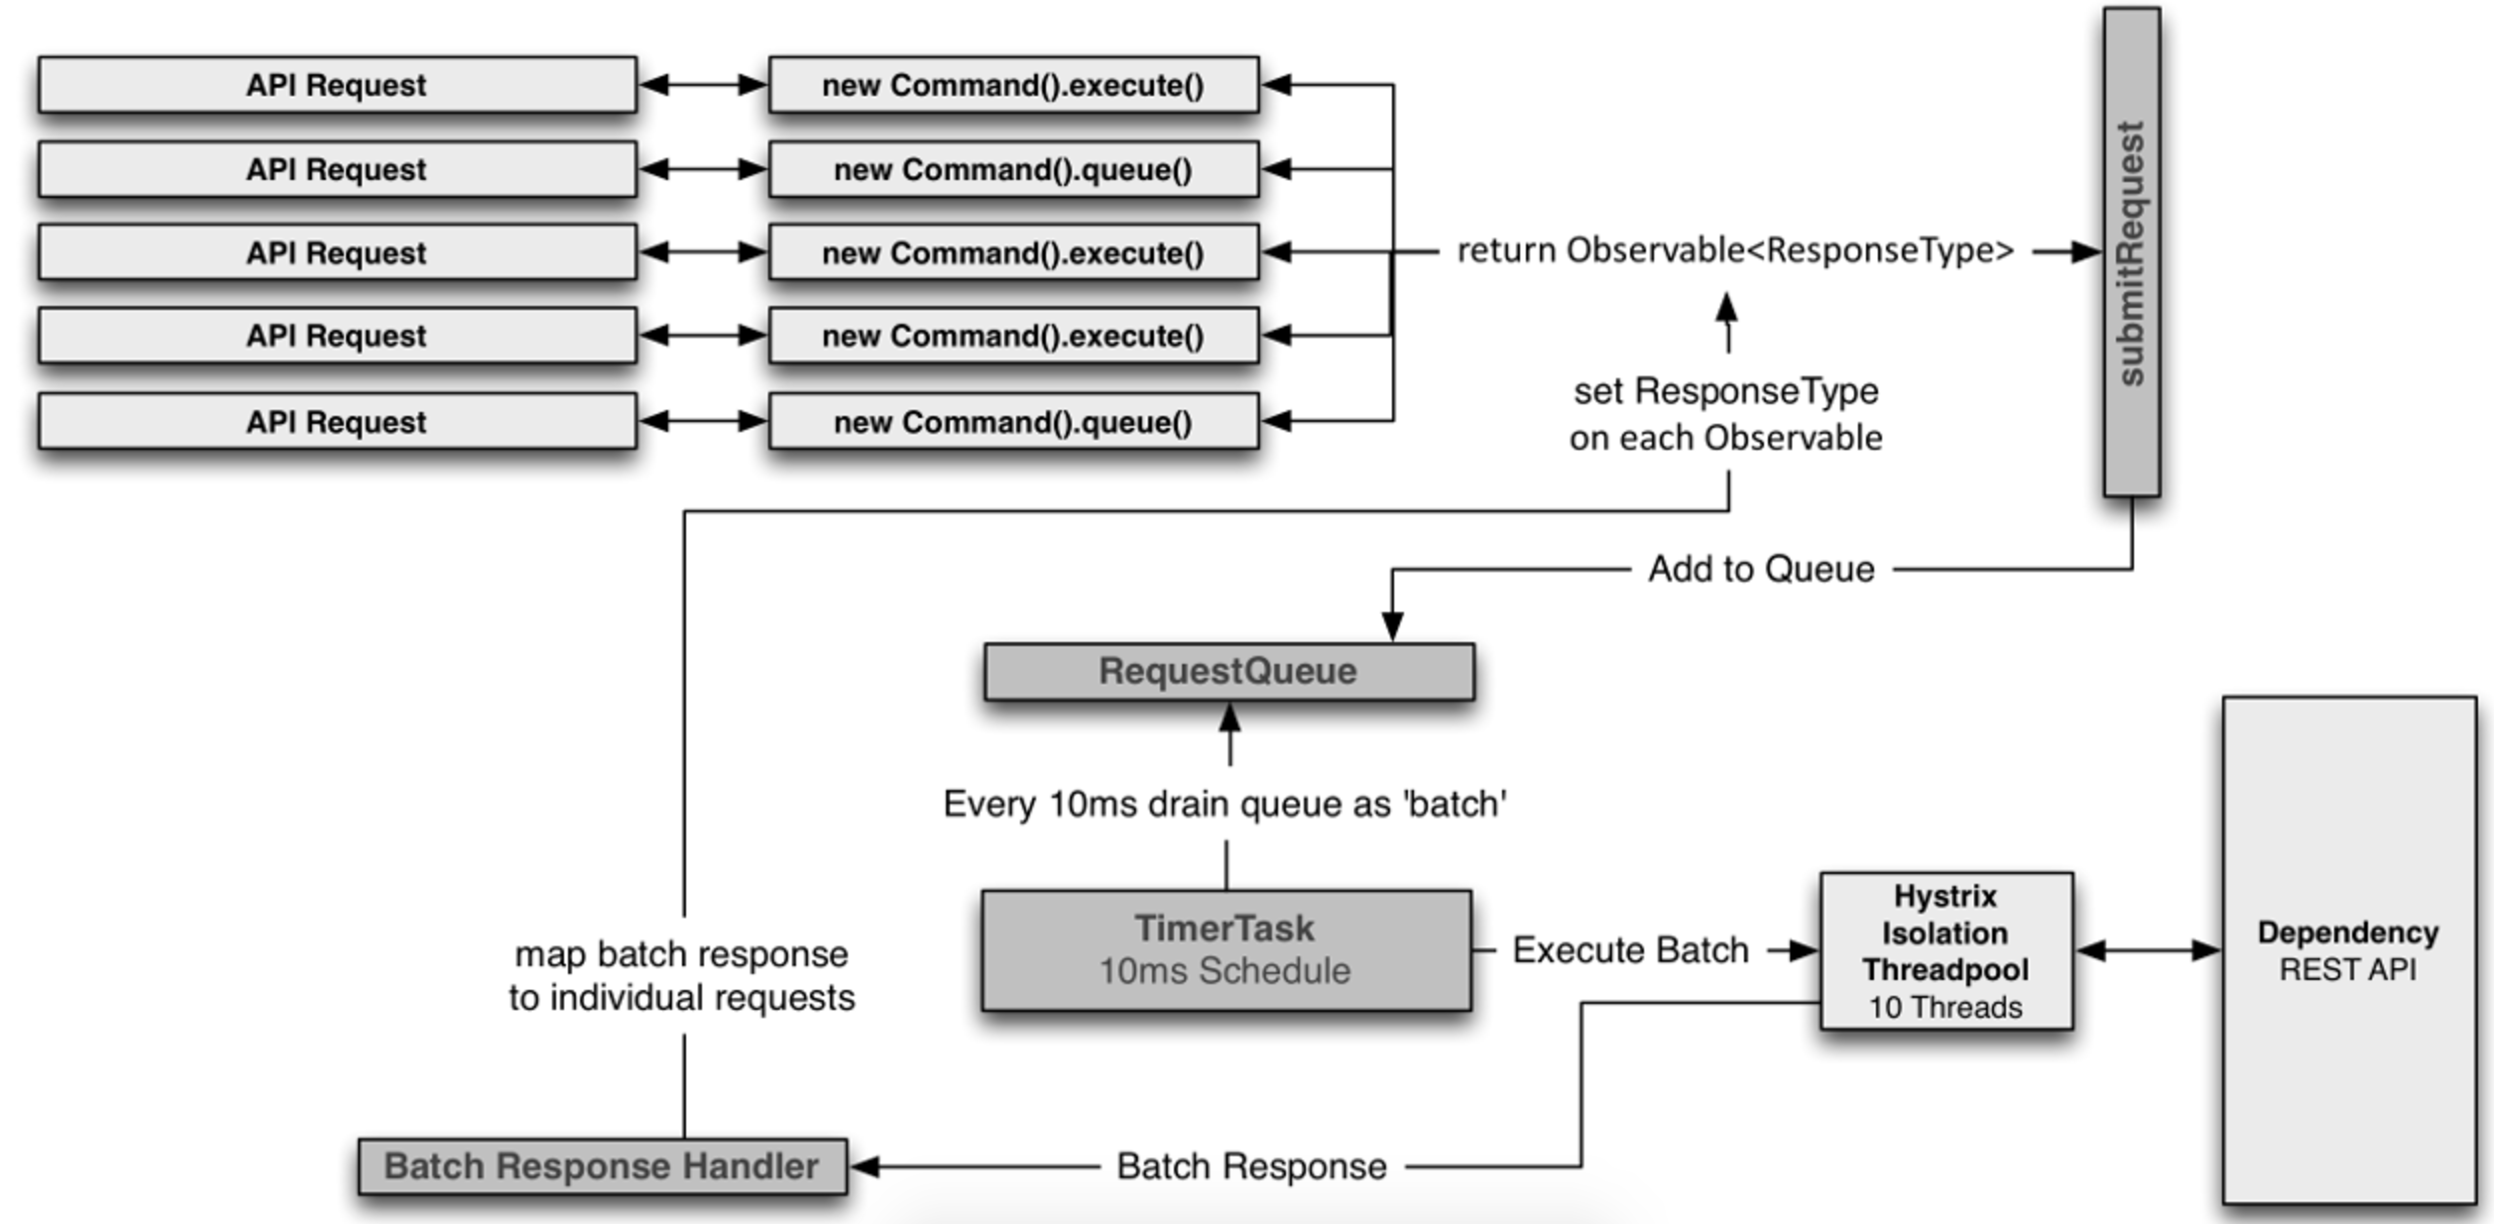 API Request
new Command().execute()
API Request
new Command().queue()
API Request
new Command().execute()
API Request
new Command().execute()
API Request
new Command().queue()
return Observable<ResponseType>
submitRequest
set ResponseType
on each Observable
Add to Queue
RequestQueue
Every 10ms drain queue as 'batch'
TimerTask
10ms Schedule
Execute Batch
Hystrix
Isolation
Threadpool
10 Threads
Dependency
REST API
map batch response
to individual requests
Batch Response Handler
Batch Response